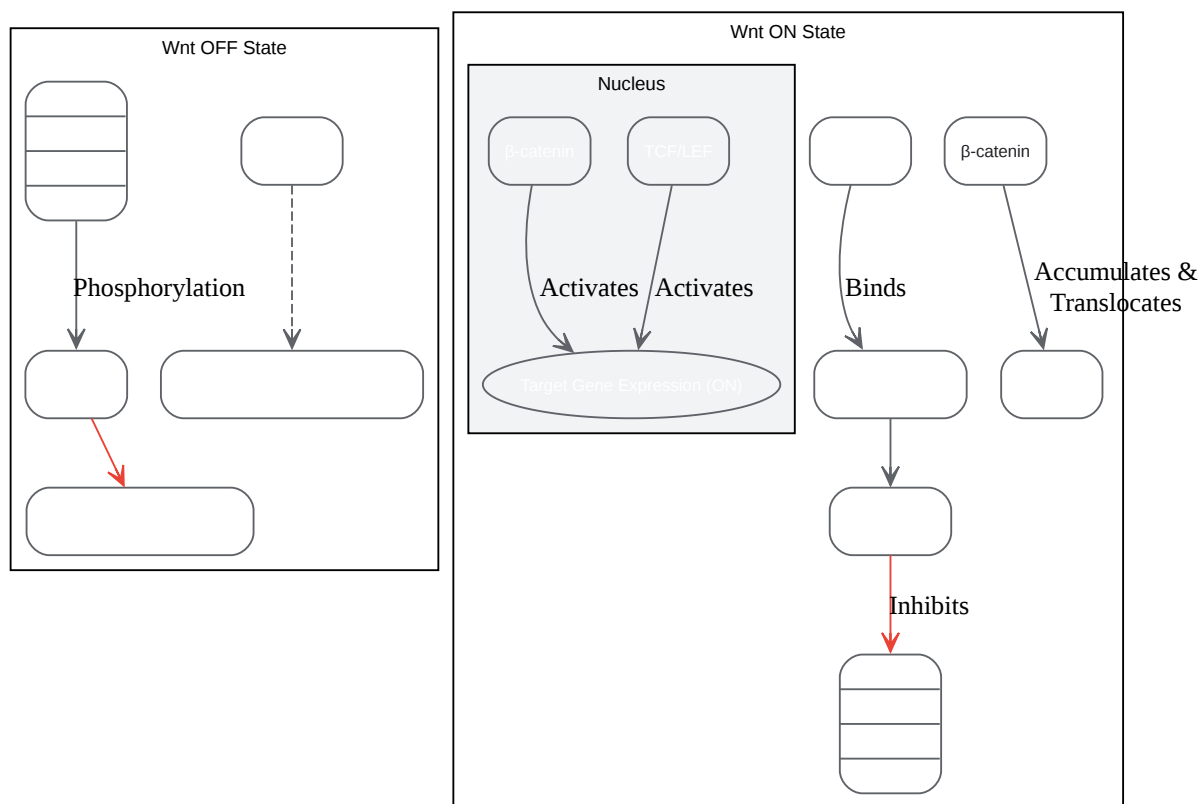 Wnt OFF State
Phosphorylation
Wnt ON State
Nucleus
β-catenin
TCF/LEF
β-catenin
Activates
Activates
Binds
Accumulates &
Translocates
Target Gene Expression (ON)
Inhibits